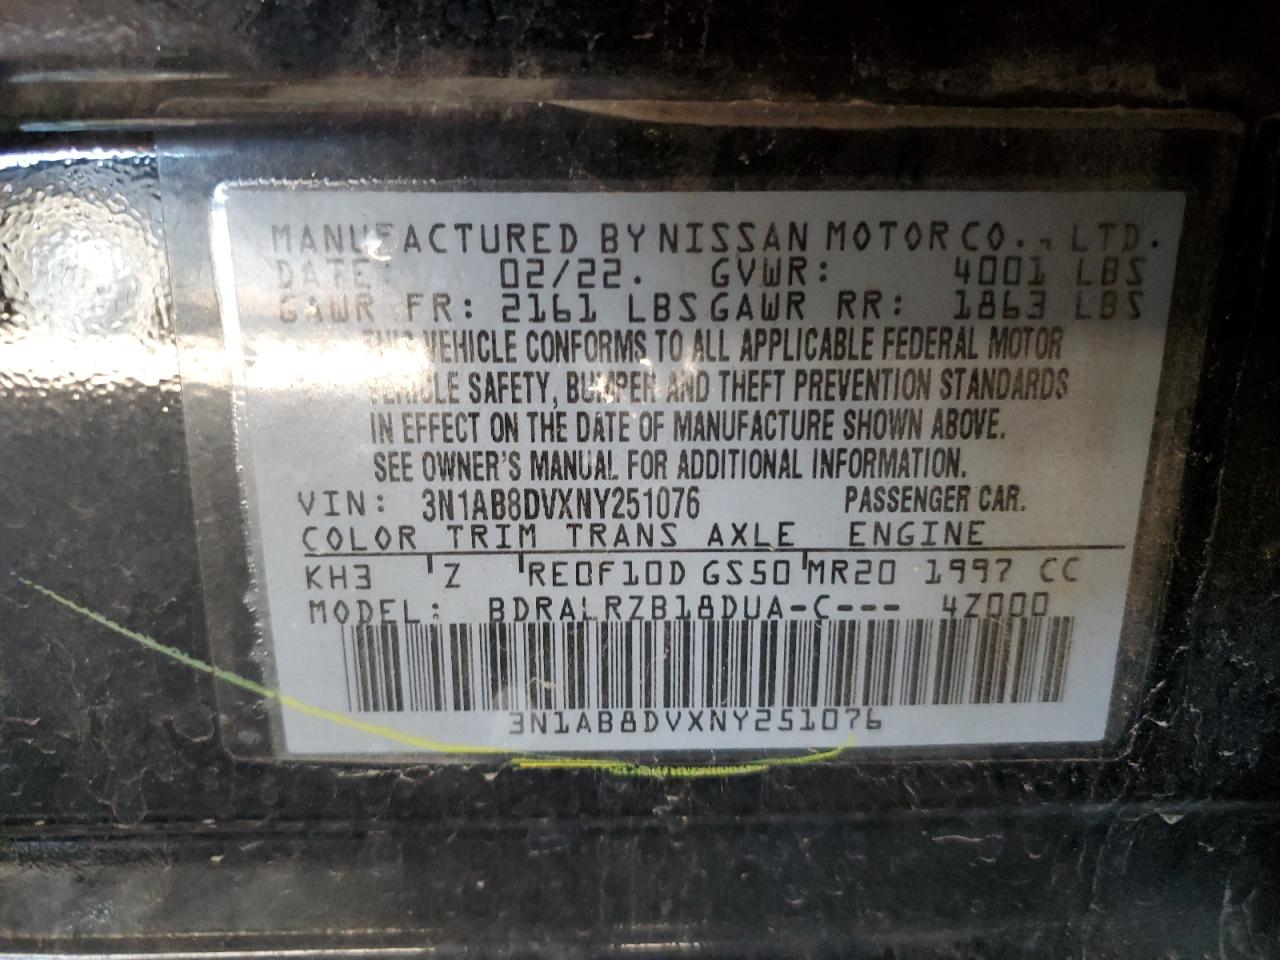 MANUFACTURED BY NISSAN MOTOR CO., LTD.
DATE: 02/22. GVWR: 4001 LBS
GAWR FR: 2161 LBS GAWR RR: 1863 LBS
THIS VEHICLE CONFORMS TO ALL APPLICABLE FEDERAL MOTOR
VEHICLE SAFETY, BUMPER AND THEFT PREVENTION STANDARDS
IN EFFECT ON THE DATE OF MANUFACTURE SHOWN ABOVE.
SEE OWNER'S MANUAL FOR ADDITIONAL INFORMATION.
VIN: 3N1AB8DVXNY251076 PASSENGER CAR.
COLOR TRIM TRANS AXLE ENGINE
KH3 Z RE0F10D GS50 MR20 1997 CC
MODEL: BDRALRZB18DUA-C--- 4Z000
3N1AB8DVXNY251076